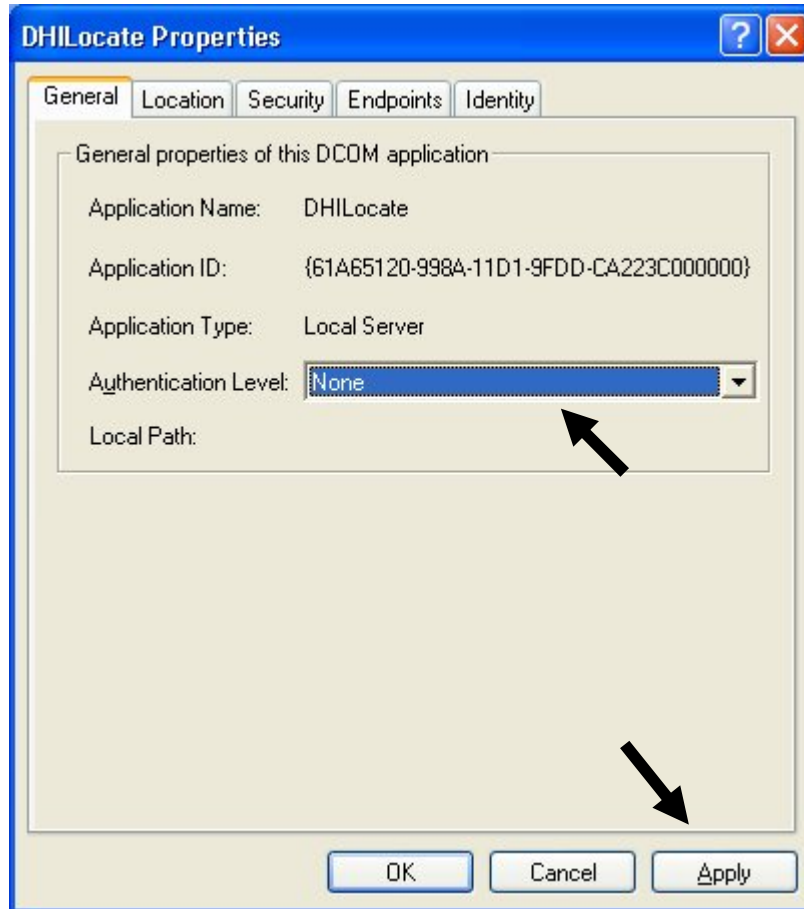 DHILocate Properties
General Location Security Endpoints Identity
General properties of this DCOM application
Application Name: DHILocate
Application ID: {61A65120-998A-11D1-9FDD-CA223C000000}
Application Type: Local Server
Authentication Level: None
Local Path:
OK Cancel Apply